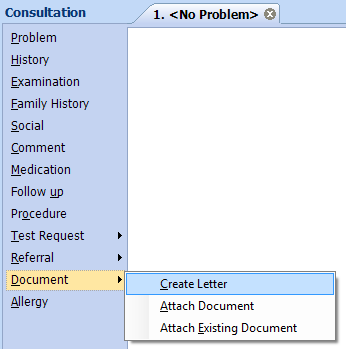 Consultation
1. <No Problem>
Problem
History
Examination
Family History
Social
Comment
Medication
Follow up
Procedure
Test Request
Referral
Document
Create Letter
Attach Document
Attach Existing Document
Allergy